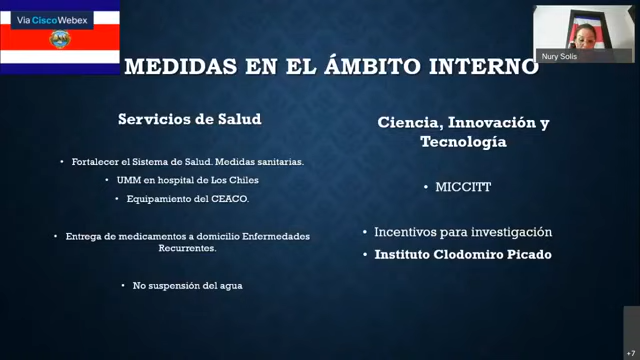 Via Cisco Webex
Nury Solís
MEDIDAS EN EL ÁMBITO INTERNO
Servicios de Salud
• Fortalecer el Sistema de Salud. Medidas sanitarias.
• UMM en hospital de Los Chiles
• Equipamiento del CEACO.
• Entrega de medicamentos a domicilio Enfermedades
Recurrentes.
• No suspensión del agua
Ciencia, Innovación y
Tecnología
• MICCITT
• Incentivos para investigación
• Instituto Clodomiro Picado
+7